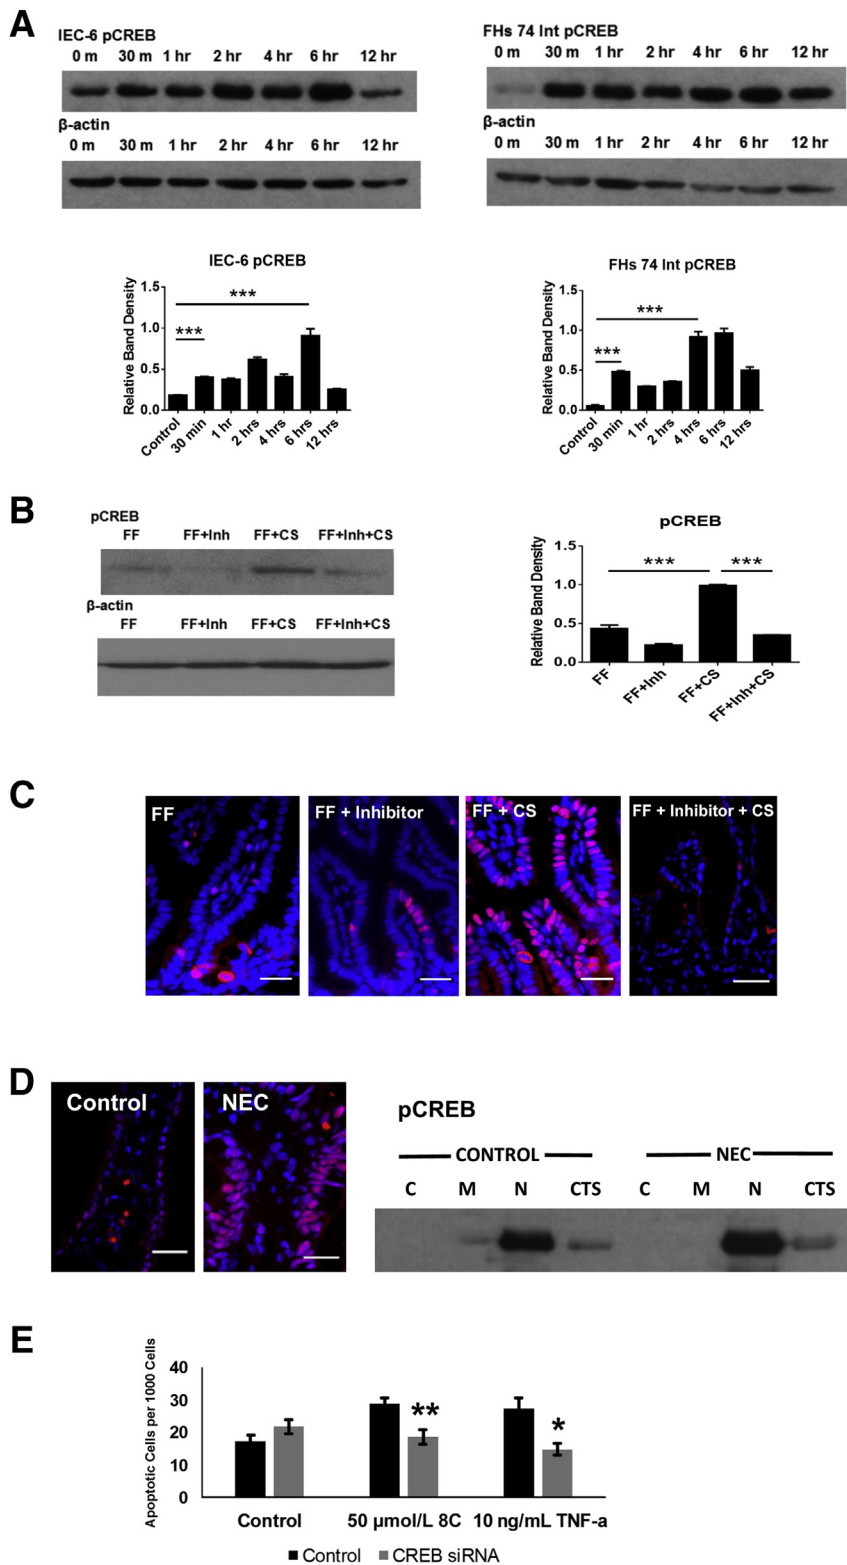 A
IEC-6 pCREB
0 m 30 m 1 hr 2 hr 4 hr 6 hr 12 hr
β-actin
0 m 30 m 1 hr 2 hr 4 hr 6 hr 12 hr
FHs 74 Int pCREB
0 m 30 m 1 hr 2 hr 4 hr 6 hr 12 hr
β-actin
0 m 30 m 1 hr 2 hr 4 hr 6 hr 12 hr
IEC-6 pCREB
Relative Band Density
1.5
1.0
0.5
0.0
***
***
Control 30 min 1 hr 2 hrs 4 hrs 6 hrs 12 hrs
FHs 74 Int pCREB
Relative Band Density
1.5
1.0
0.5
0.0
***
***
Control 30 min 1 hr 2 hrs 4 hrs 6 hrs 12 hrs
B
pCREB
FF FF+Inh FF+CS FF+Inh+CS
β-actin
FF FF+Inh FF+CS FF+Inh+CS
pCREB
Relative Band Density
1.5
1.0
0.5
0.0
*** ***
FF FF+Inh FF+CS FF+Inh+CS
C
FF
FF + Inhibitor
FF + CS
FF + Inhibitor + CS
D
Control
NEC
pCREB
CONTROL NEC
C M N CTS C M N CTS
E
Apoptotic Cells per 1000 Cells
40
30
20
10
0
**
*
Control 50 µmol/L 8C 10 ng/mL TNF-a
Control CREB siRNA